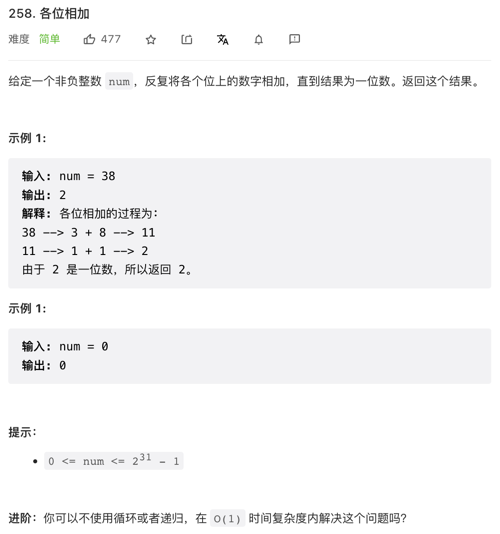 258. 各位相加
难度 简单 477
给定一个非负整数 num，反复将各个位上的数字相加，直到结果为一位数。返回这个结果。
示例 1：
输入: num = 38
输出: 2
解释: 各位相加的过程为：
38 --> 3 + 8 --> 11
11 --> 1 + 1 --> 2
由于 2 是一位数，所以返回 2。
示例 1：
输入: num = 0
输出: 0
提示：
0 <= num <= 2^31 - 1
进阶：你可以不使用循环或者递归，在 O(1) 时间复杂度内解决这个问题吗？